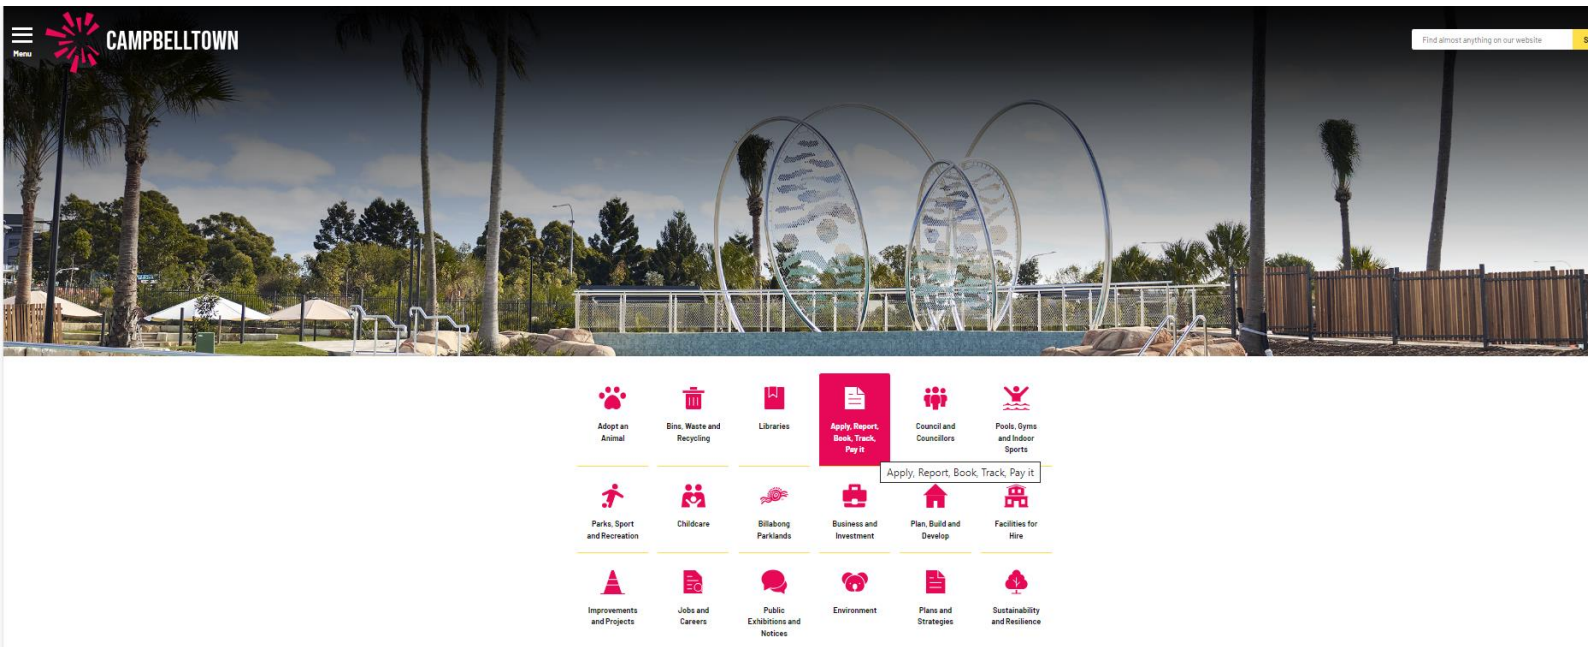 Menu
CAMPBELLTOWN
Find almost anything on our website
S
Adopt an
Animal
Bins, Waste and
Recycling
Libraries
Apply, Report,
Book, Track,
Pay it
Council and
Councillors
Pools, Gyms
and Indoor
Sports
Apply, Report, Book, Track, Pay it
Parks, Sport
and Recreation
Childcare
Billabong
Parklands
Business and
Investment
Plan, Build and
Develop
Facilities for
Hire
Improvements
and Projects
Jobs and
Careers
Public
Exhibitions and
Notices
Environment
Plans and
Strategies
Sustainability
and Resilience